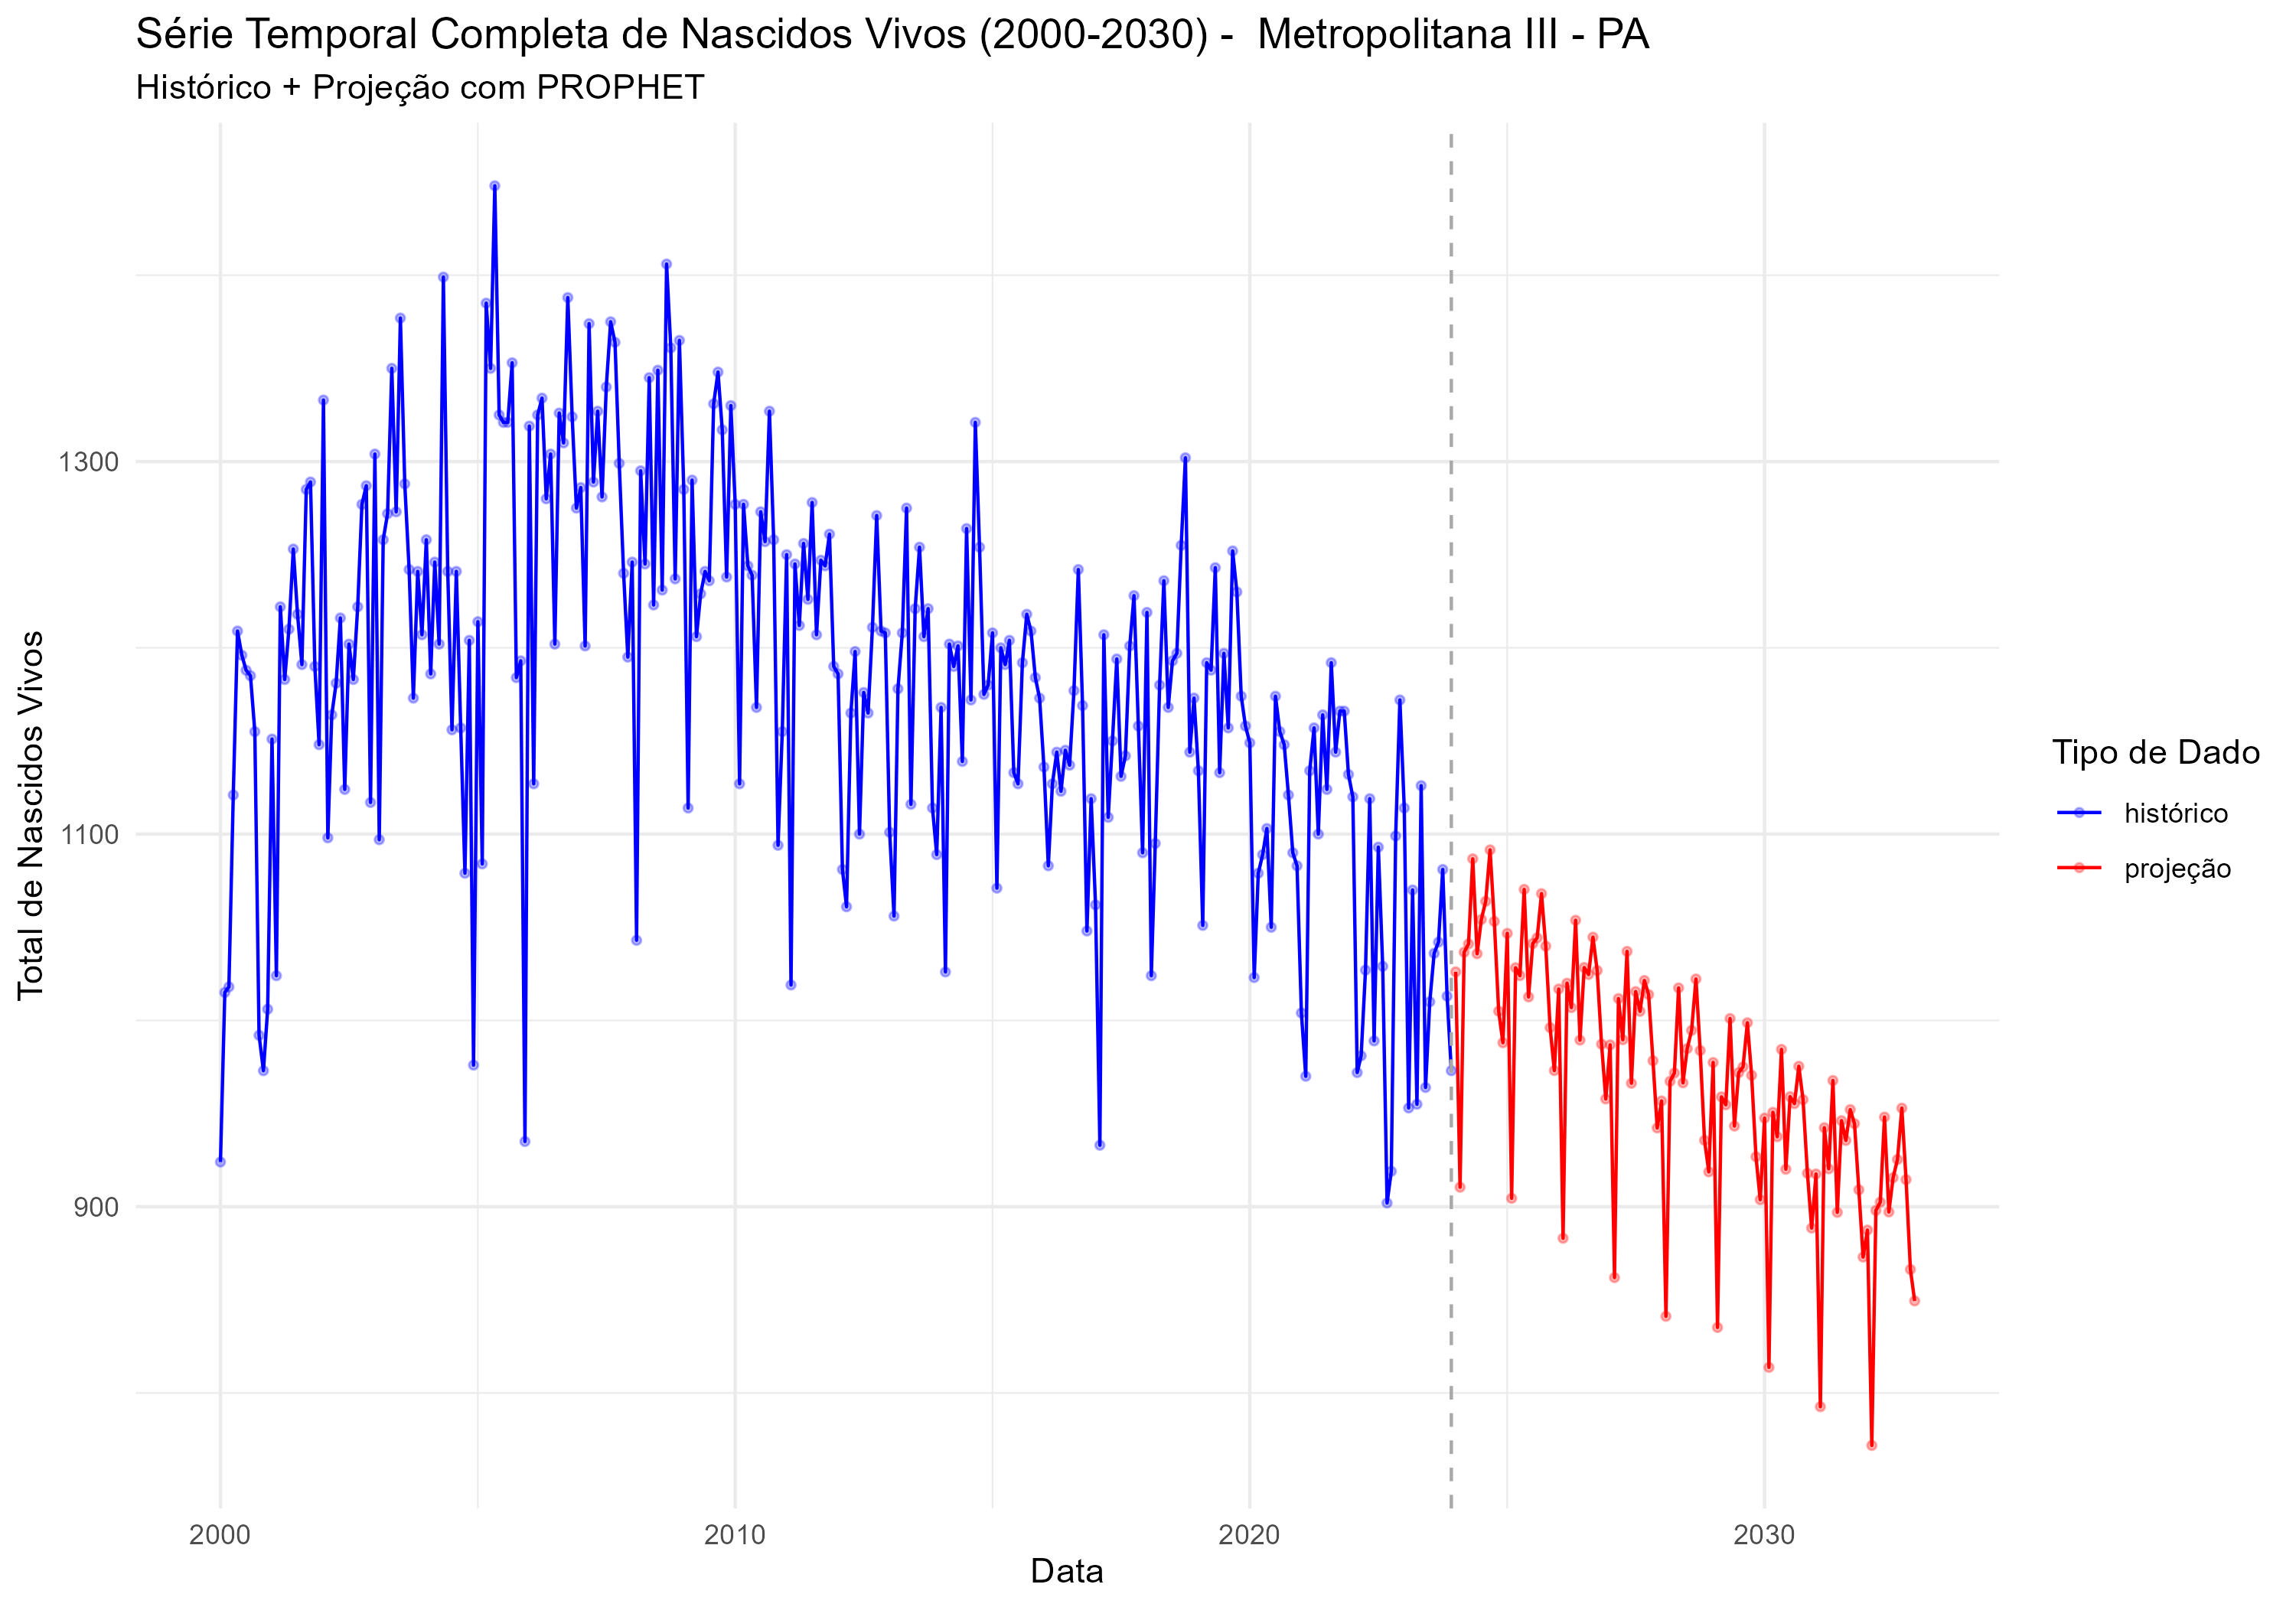 Série Temporal Completa de Nascidos Vivos (2000-2030) -  Metropolitana III - PA
Histórico + Projeção com PROPHET
Total de Nascidos Vivos
1300
1100
900
2000
2010
2020
2030
Data
Tipo de Dado
histórico
projeção